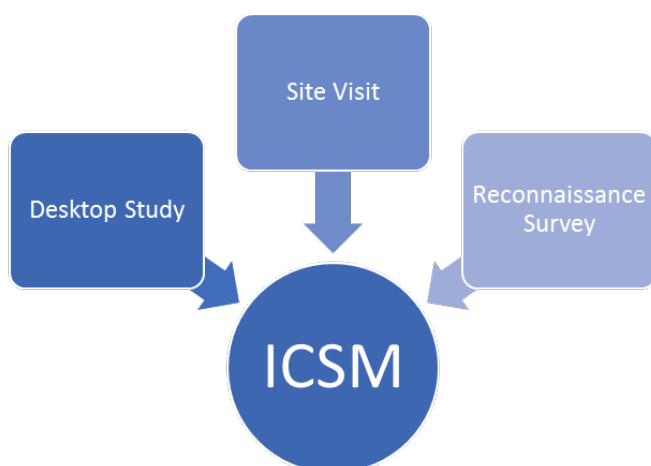 Site Visit
Desktop Study
Reconnaissance
Survey
ICSM